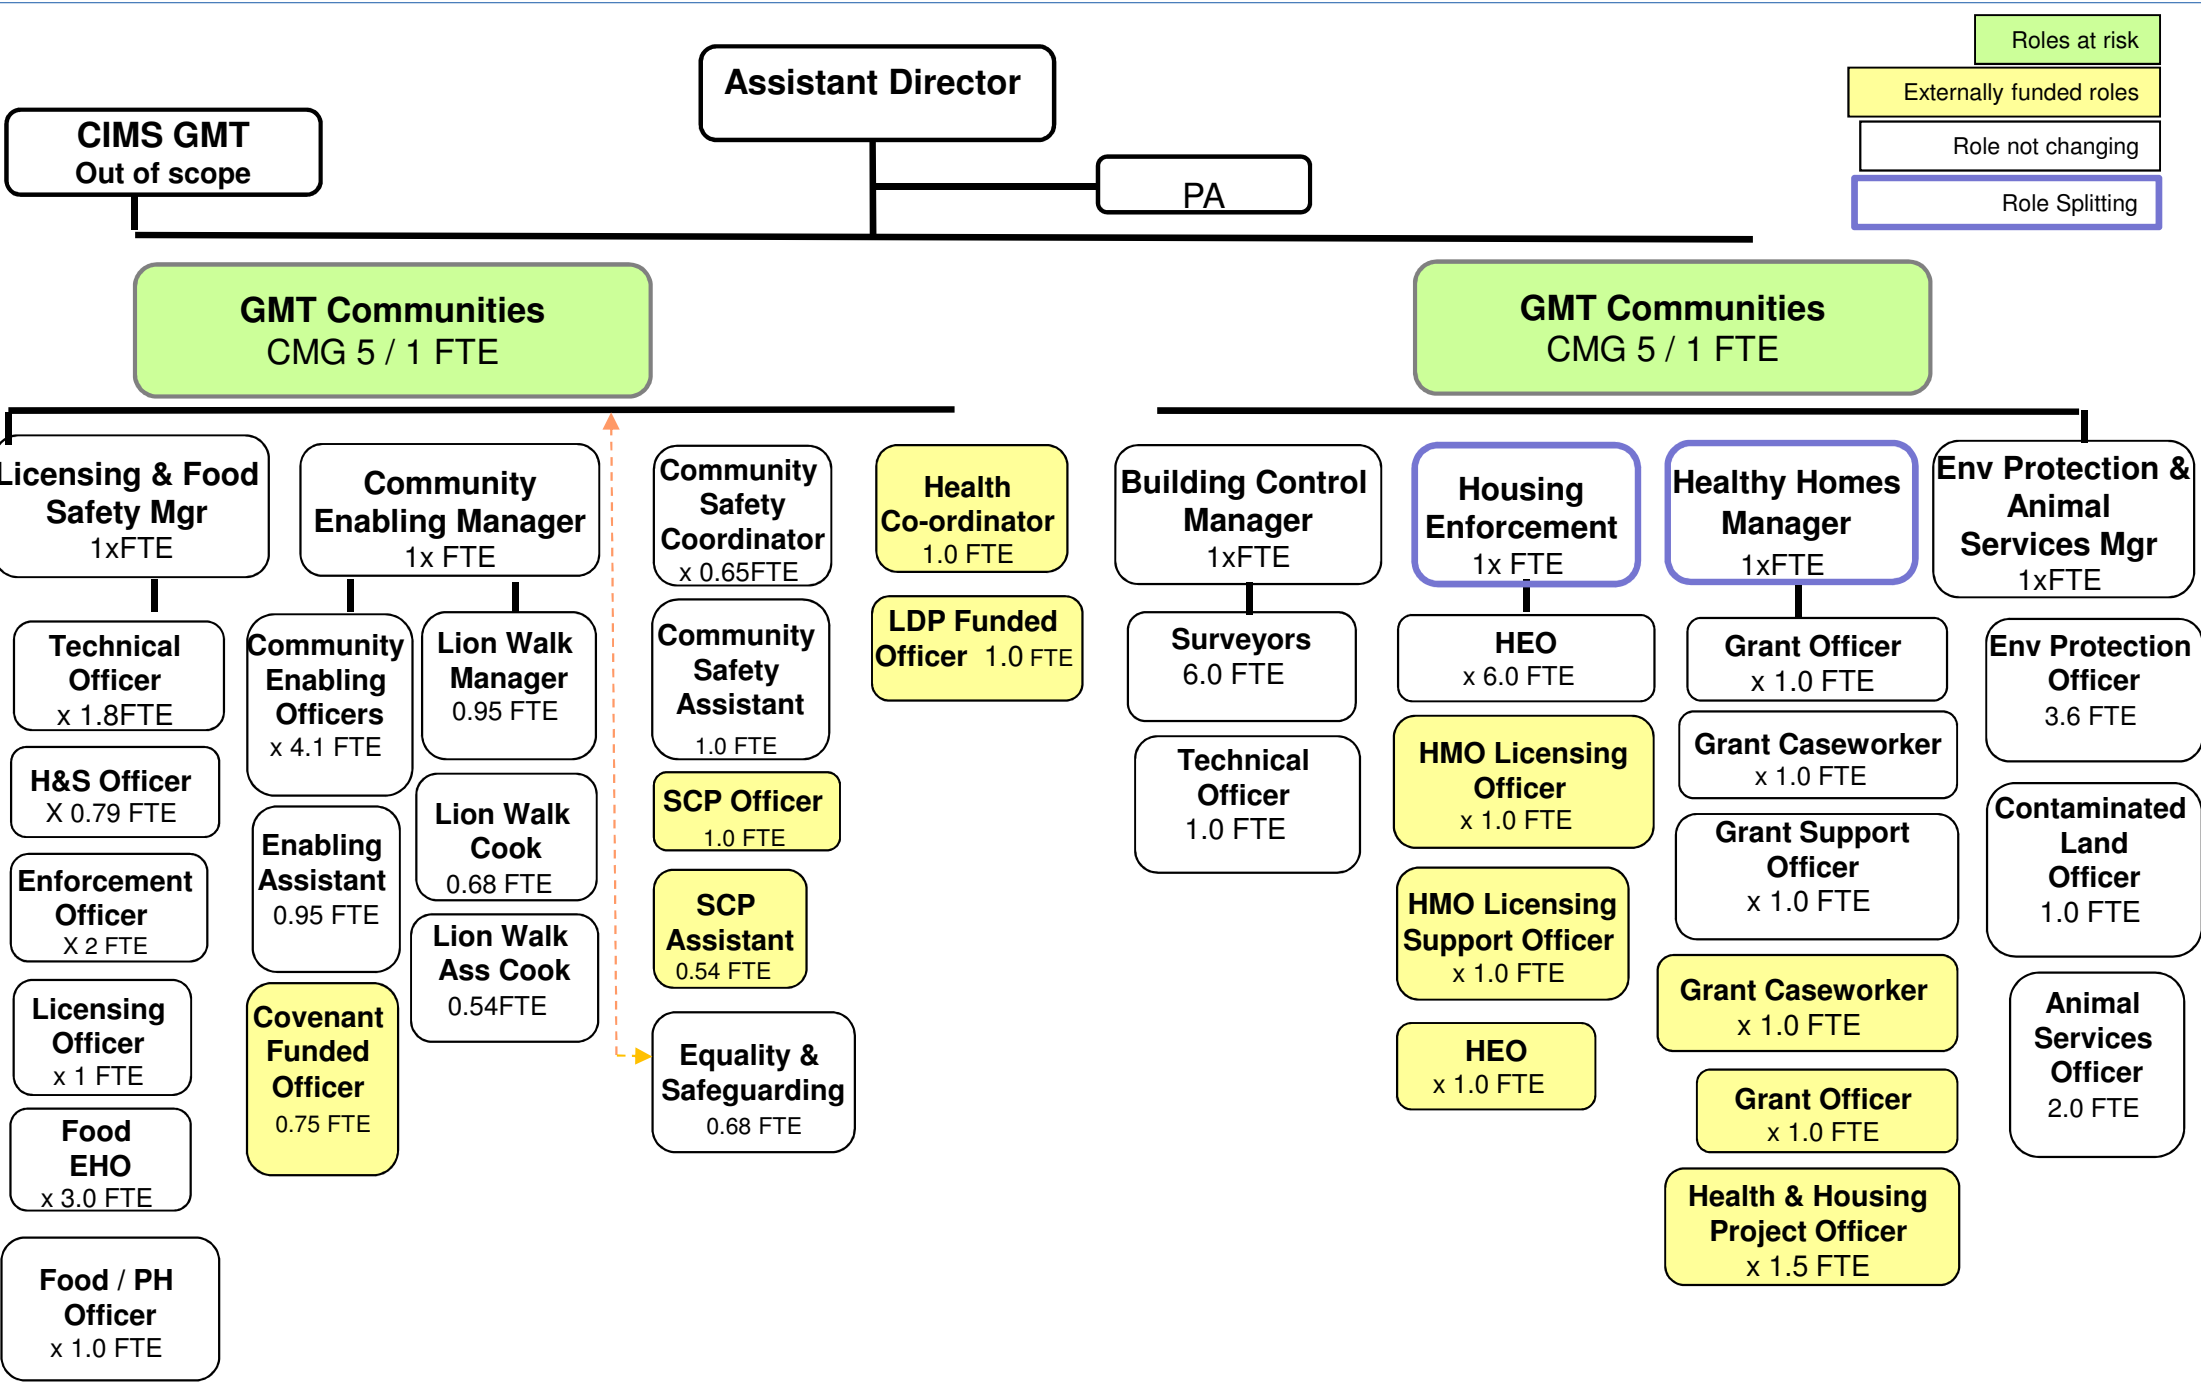 Roles at risk
Externally funded roles
Role not changing
Role Splitting
Assistant Director
CIMS GMT
Out of scope
PA
GMT Communities
CMG 5 / 1 FTE
GMT Communities
CMG 5 / 1 FTE
Licensing & Food
Safety Mgr
1xFTE
Technical
Officer
x 1.8FTE
H&S Officer
X 0.79 FTE
Enforcement
Officer
X 2 FTE
Licensing
Officer
x 1 FTE
Food
EHO
x 3.0 FTE
Food / PH
Officer
x 1.0 FTE
Community
Enabling Manager
1x FTE
Community
Enabling
Officers
x 4.1 FTE
Enabling
Assistant
0.95 FTE
Covenant
Funded
Officer
0.75 FTE
Lion Walk
Manager
0.95 FTE
Lion Walk
Cook
0.68 FTE
Lion Walk
Ass Cook
0.54FTE
Community
Safety
Coordinator
x 0.65FTE
Community
Safety
Assistant
1.0 FTE
SCP Officer
1.0 FTE
SCP
Assistant
0.54 FTE
Equality &
Safeguarding
0.68 FTE
Health
Co-ordinator
1.0 FTE
LDP Funded
Officer 1.0 FTE
Building Control
Manager
1xFTE
Surveyors
6.0 FTE
Technical
Officer
1.0 FTE
Housing
Enforcement
1x FTE
HEO
x 6.0 FTE
HMO Licensing
Officer
x 1.0 FTE
HMO Licensing
Support Officer
x 1.0 FTE
HEO
x 1.0 FTE
Healthy Homes
Manager
1xFTE
Grant Officer
x 1.0 FTE
Grant Caseworker
x 1.0 FTE
Grant Support
Officer
x 1.0 FTE
Grant Caseworker
x 1.0 FTE
Grant Officer
x 1.0 FTE
Health & Housing
Project Officer
x 1.5 FTE
Env Protection &
Animal
Services Mgr
1xFTE
Env Protection
Officer
3.6 FTE
Contaminated
Land
Officer
1.0 FTE
Animal
Services
Officer
2.0 FTE